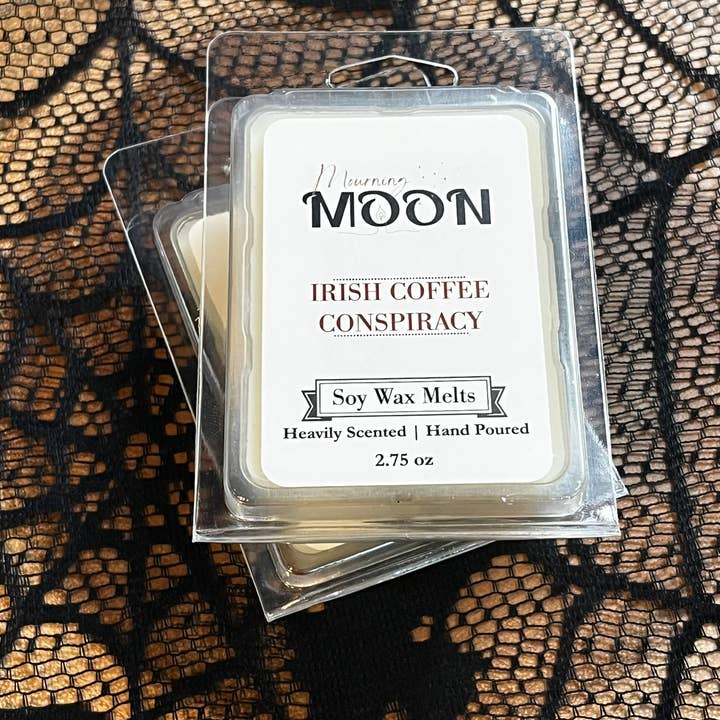 Mourning
MOON
IRISH COFFEE
CONSPIRACY
Soy Wax Melts
Heavily Scented | Hand Poured
2.75 oz